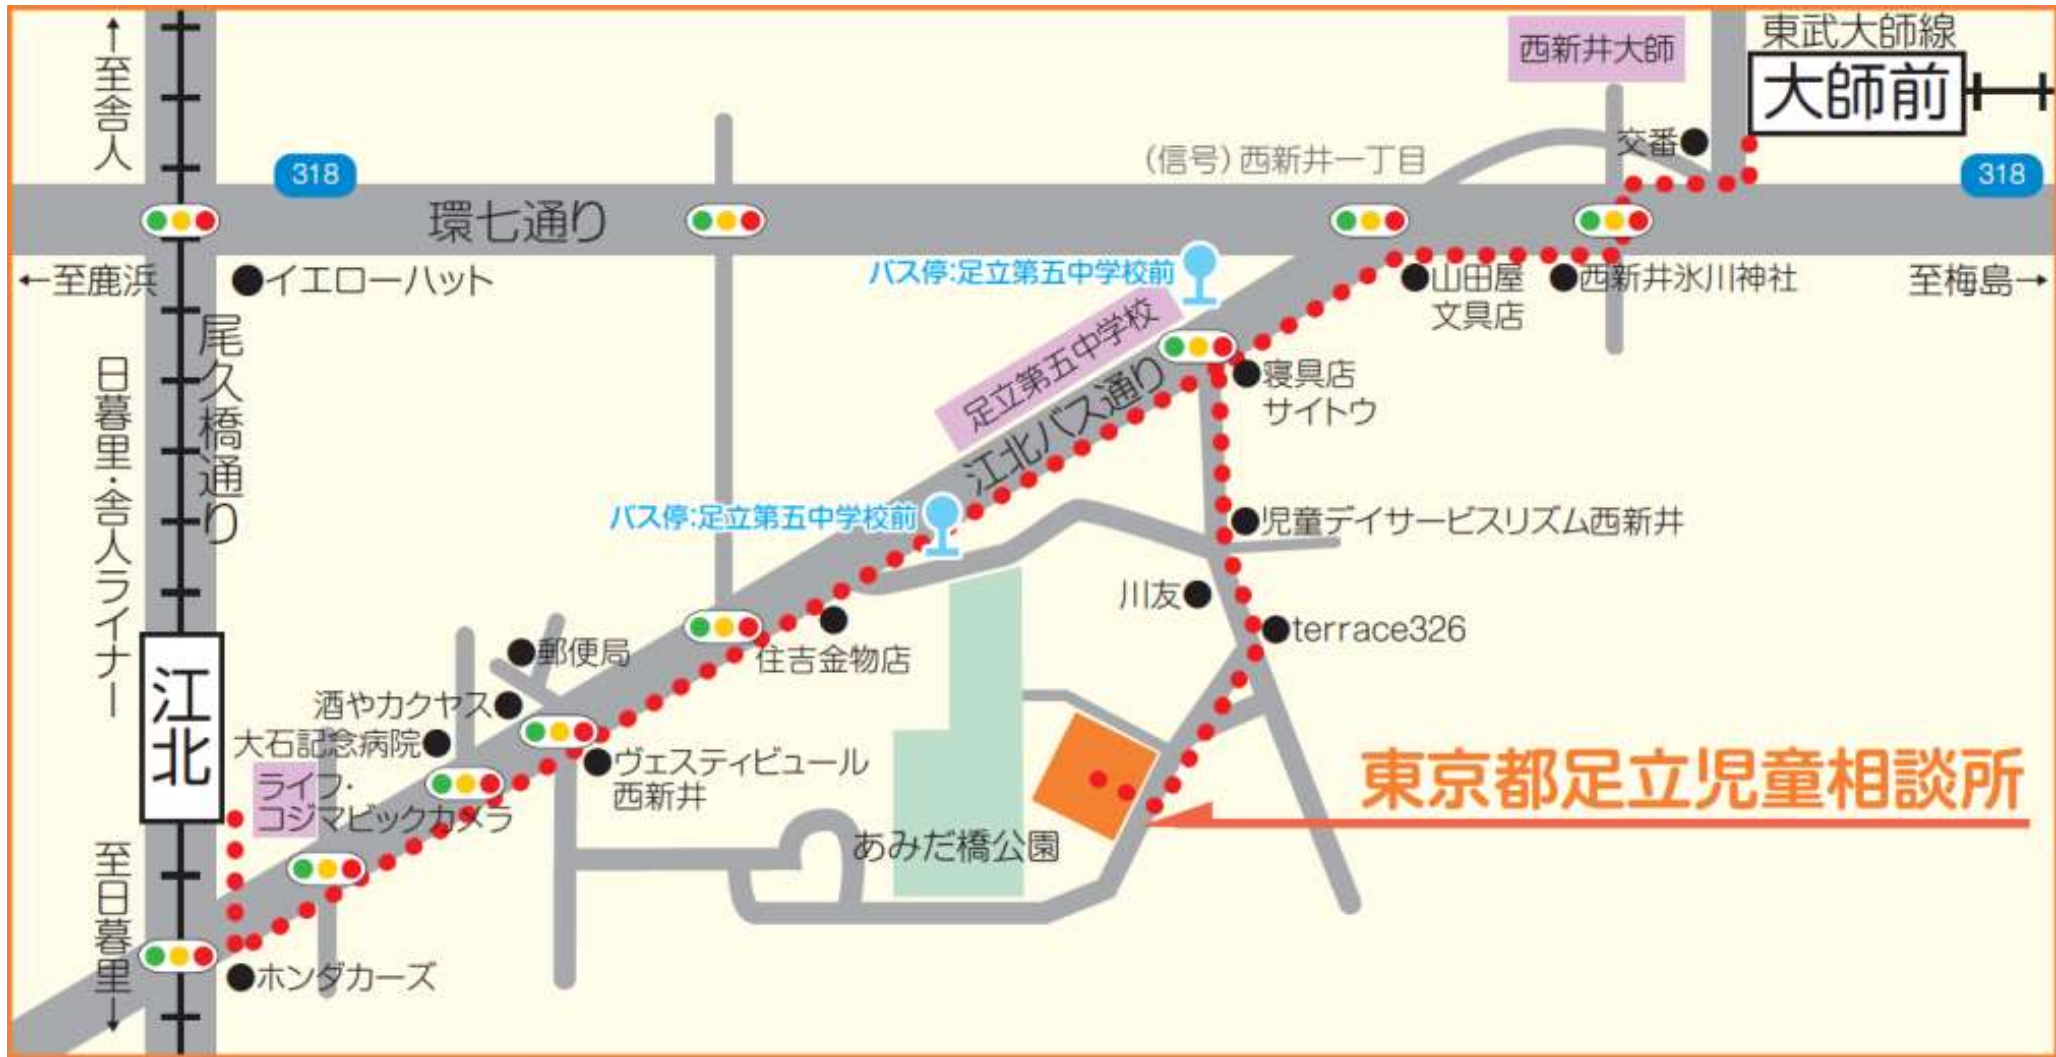 ↑至舎人
東武大師線
西新井大師
大師前
交番
(信号)西新井一丁目
318
318
環七通り
←至鹿浜
イエローハット
バス停:足立第五中学校前
山田屋
文具店
西新井氷川神社
至梅島→
尾久橋通り
日暮里・舎人ライナー
足立第五中学校
江北バス通り
寝具店
サイトウ
バス停:足立第五中学校前
児童デイサービスリズム西新井
川友
terrace326
郵便局
住吉金物店
江北
酒やカクヤス
大石記念病院
ライフ・
コジマビックカメラ
ヴェスティビュール
西新井
東京都足立児童相談所
あみだ橋公園
至日暮里↓
ホンダカーズ